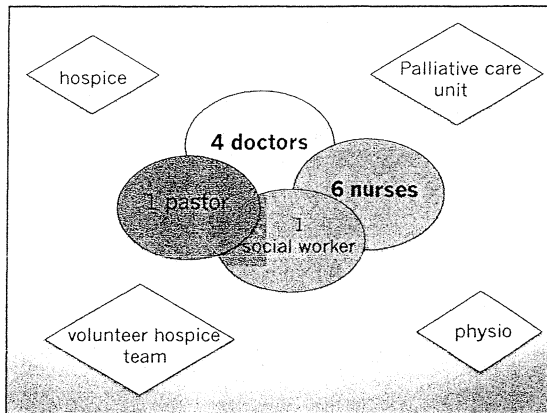 hospice
Palliative care
unit
4 doctors
1 pastor
6 nurses
1
social worker
volunteer hospice
team
physio